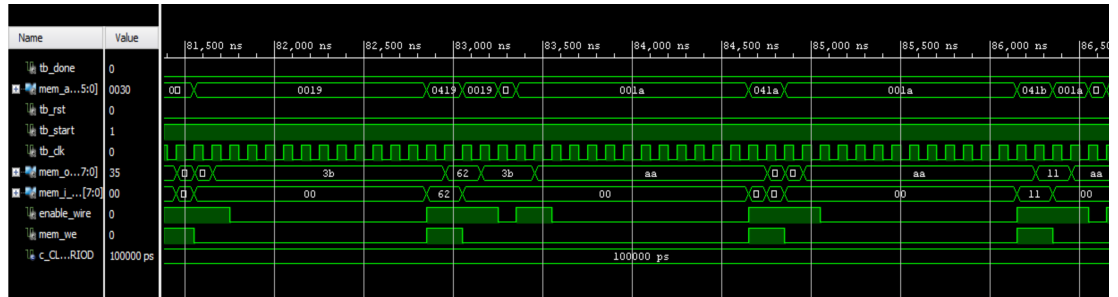 Name Value 81,500 ns 82,000 ns 82,500 ns 83,000 ns 83,500 ns 84,000 ns 84,500 ns 85,000 ns 85,500 ns 86,000 ns 86,50
tb_done 0
mem_a...5:0] 0030 00 0019 0419 0019 001a 041a 001a 041b 001a
tb_rst 0
tb_start 1
tb_clk 0
mem_o...7:0] 35 3b 62 3b aa aa 11 aa
mem_i_...[7:0] 00 00 62 00 00 11 00
enable_wire 0
mem_we 0
c_CL...RIOD 100000 ps 100000 ps